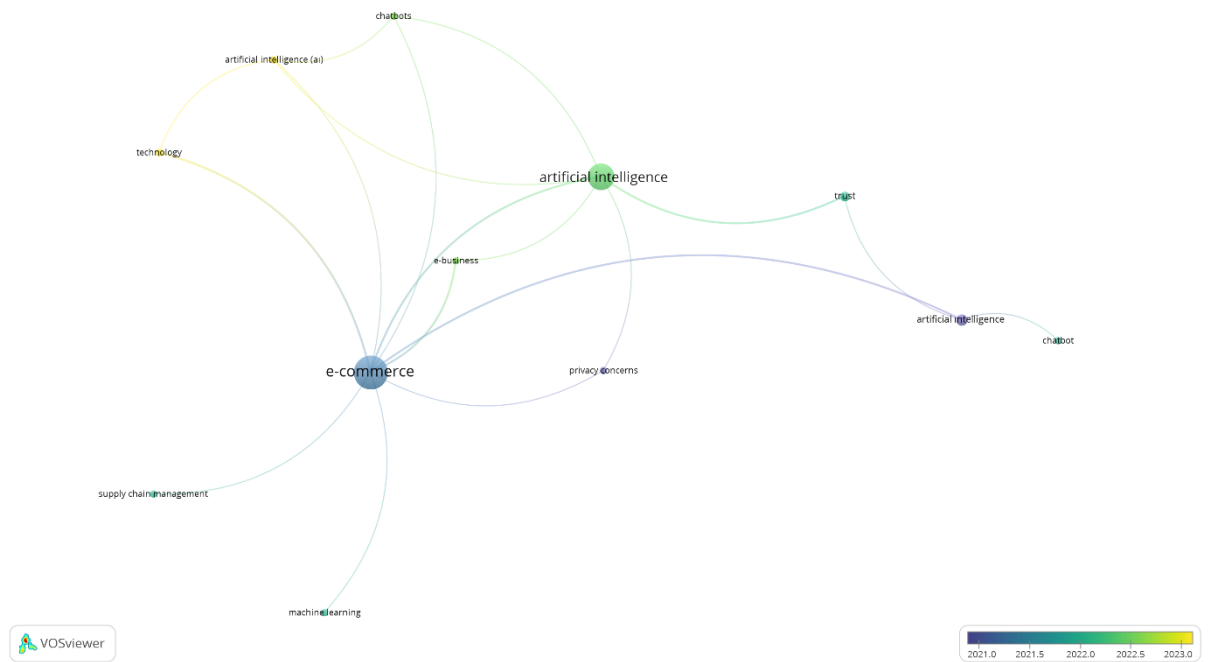 chatbots
artificial intelligence (ai)
technology
artificial intelligence
trust
e-business
artificial intelligence
chatbot
e-commerce
privacy concerns
supply chain management
machine learning
VOSviewer
2021.0 2021.5 2022.0 2022.5 2023.0